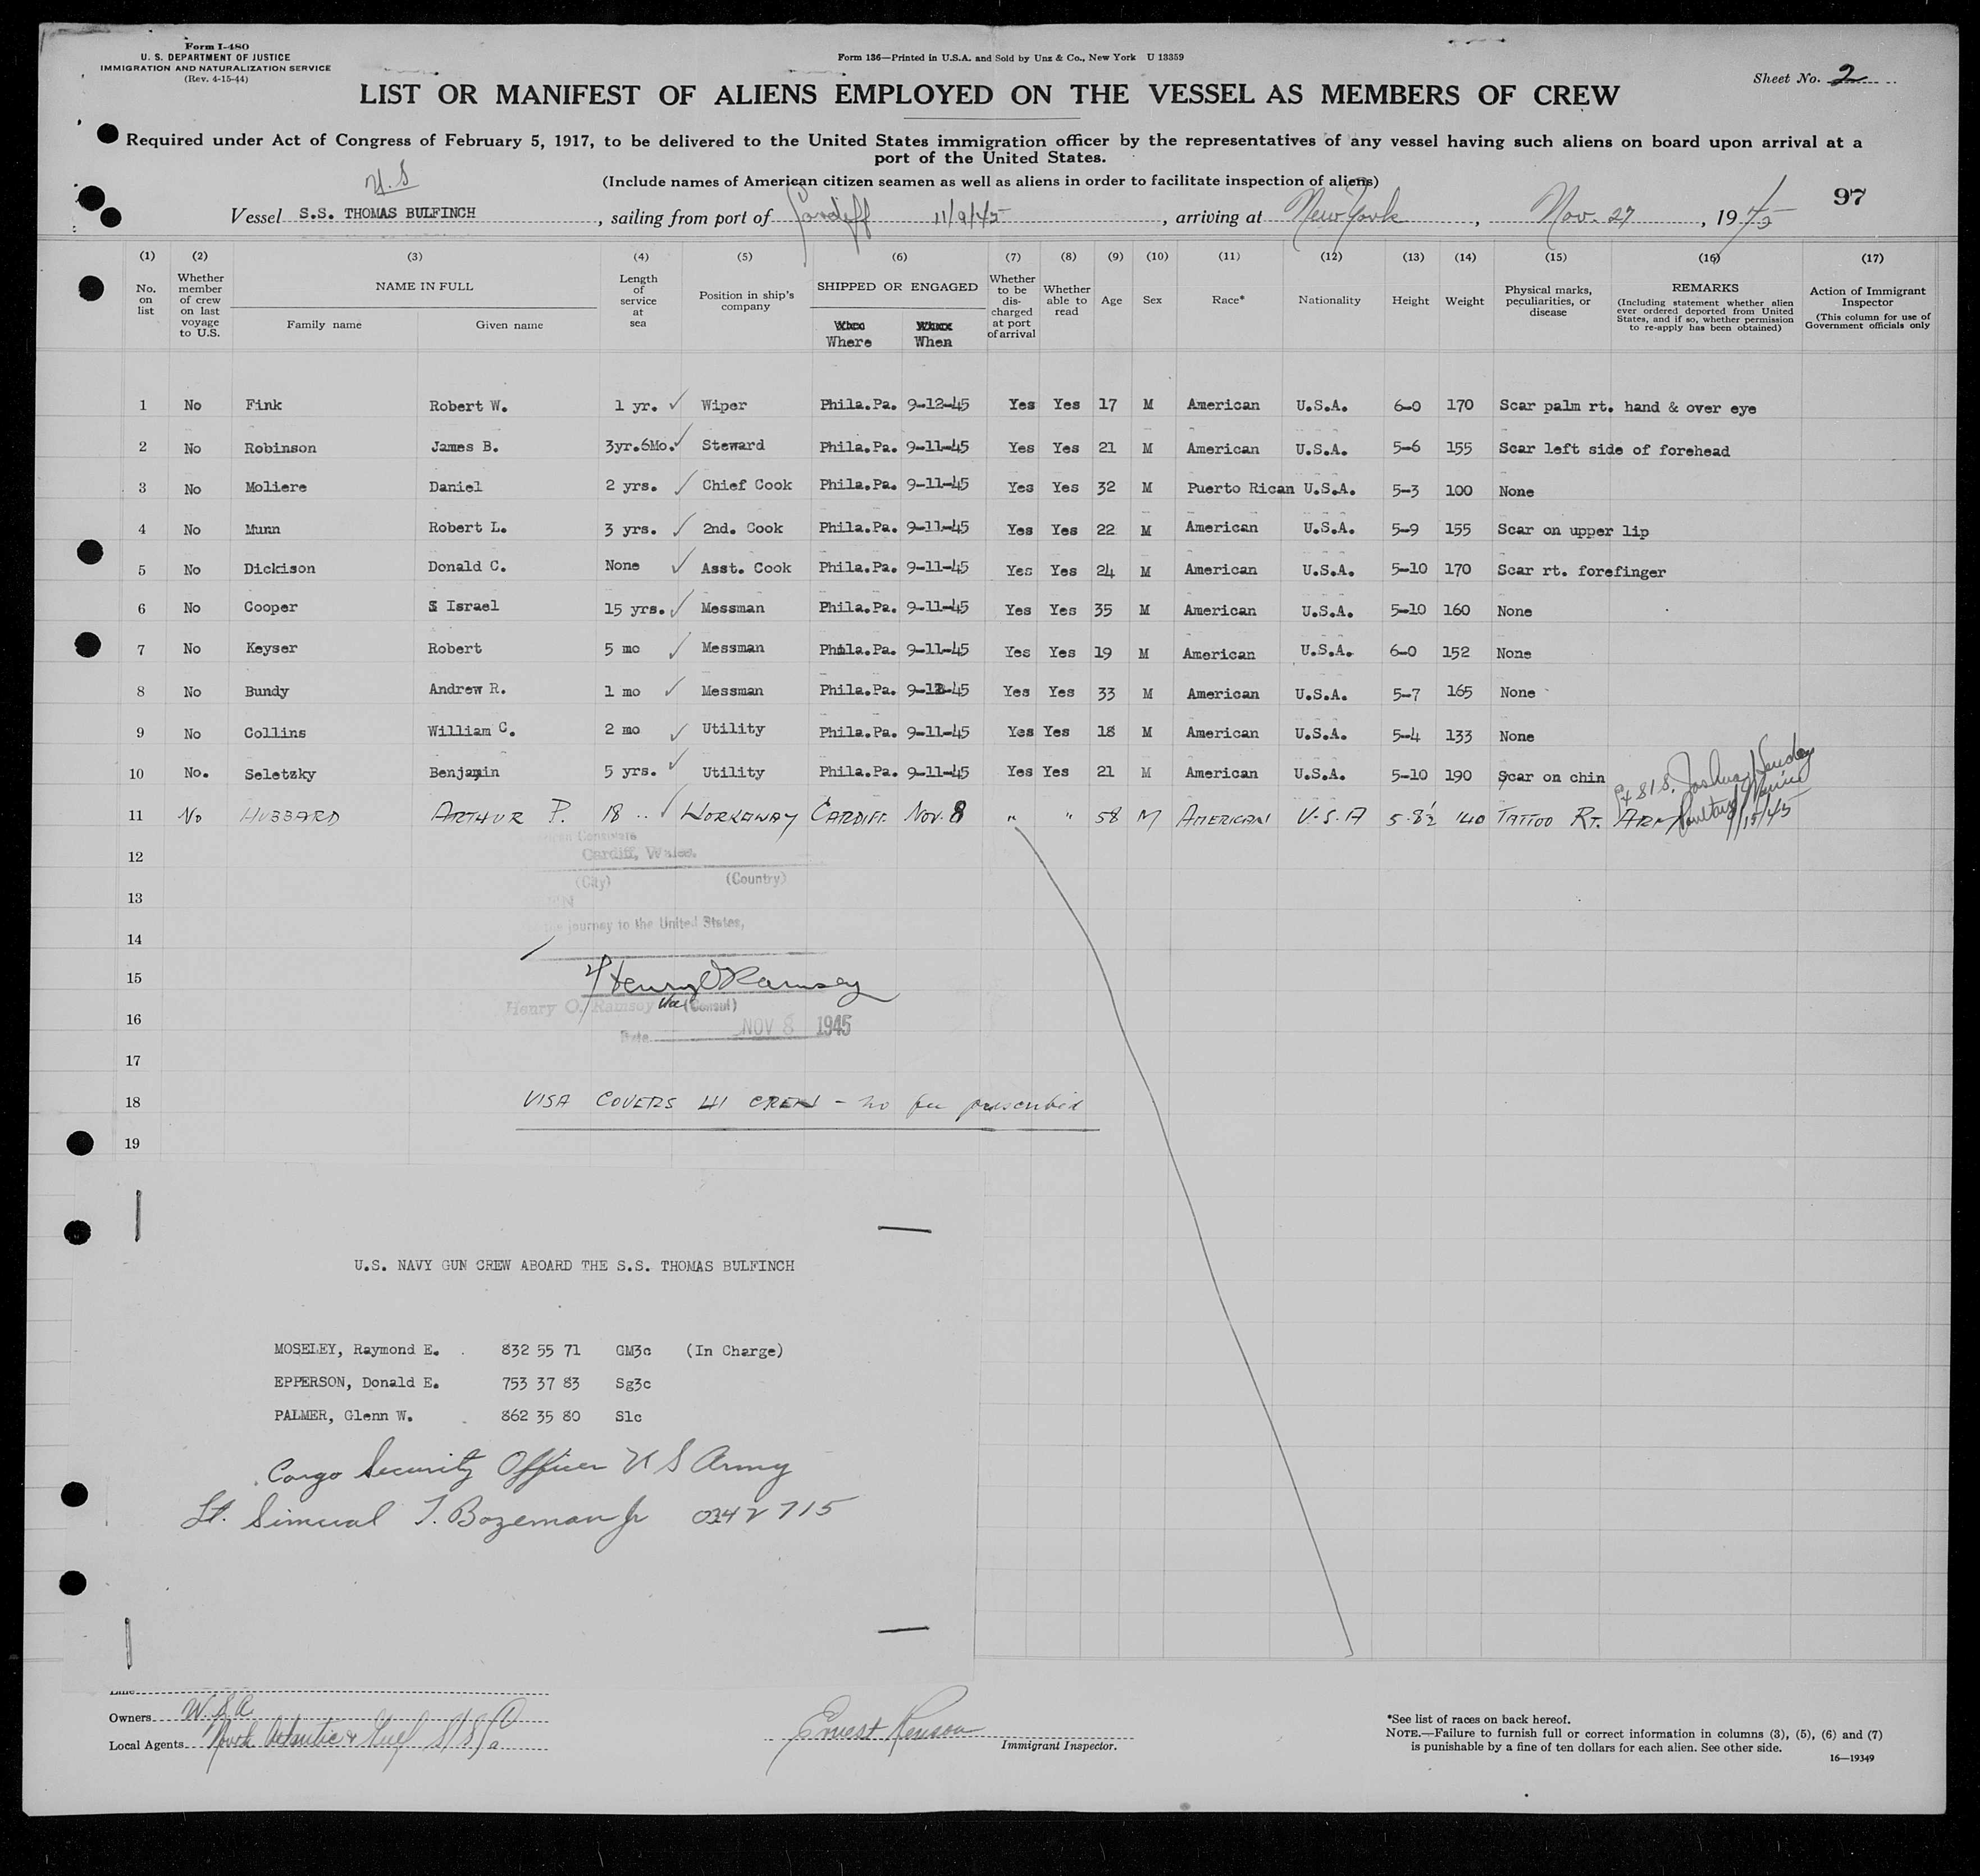 Form I-480
U. S. DEPARTMENT OF JUSTICE
IMMIGRATION AND NATURALIZATION SERVICE
(Rev. 4-15-44)
Form 136—Printed in U.S.A. and Sold by Unz & Co., New York U 13359
Sheet No. 2
LIST OR MANIFEST OF ALIENS EMPLOYED ON THE VESSEL AS MEMBERS OF CREW
Required under Act of Congress of February 5, 1917, to be delivered to the United States immigration officer by the representatives of any vessel having such aliens on board upon arrival at a
port of the United States.
(Include names of American citizen seamen as well as aliens in order to facilitate inspection of aliens)
U.S
97
Vessel S.S. THOMAS BULFINCH, sailing from port of Cardiff 11/9/45, arriving at New York, Nov. 27, 1945
(1) (2) (3) (4) (5) (6) (7) (8) (9) (10) (11) (12) (13) (14) (15) (16) (17)
No. on list
Whether member of crew on last voyage to U.S.
NAME IN FULL
Family name
Given name
Length of service at sea
Position in ship's company
SHIPPED OR ENGAGED
Where
When
Whether to be discharged at port of arrival
Whether able to read
Age
Sex
Race*
Nationality
Height
Weight
Physical marks, peculiarities, or disease
REMARKS
(Including statement whether alien ever ordered deported from United States, and if so, whether permission to re-apply has been obtained)
Action of Immigrant Inspector
(This column for use of Government officials only
1 No Fink Robert W. 1 yr. ✓ Wiper Phila.Pa. 9-12-45 Yes Yes 17 M American U.S.A. 6-0 170 Scar palm rt. hand & over eye
2 No Robinson James B. 3yr.6Mo. ✓ Steward Phila.Pa. 9-11-45 Yes Yes 21 M American U.S.A. 5-6 155 Scar left side of forehead
3 No Moliere Daniel 2 yrs. ✓ Chief Cook Phila.Pa. 9-11-45 Yes Yes 32 M Puerto Rican U.S.A. 5-3 100 None
4 No Munn Robert L. 3 yrs. ✓ 2nd. Cook Phila.Pa. 9-11-45 Yes Yes 22 M American U.S.A. 5-9 155 Scar on upper lip
5 No Dickison Donald C. None ✓ Asst. Cook Phila.Pa. 9-11-45 Yes Yes 24 M American U.S.A. 5-10 170 Scar rt. forefinger
6 No Cooper Israel 15 yrs. ✓ Messman Phila.Pa. 9-11-45 Yes Yes 35 M American U.S.A. 5-10 160 None
7 No Keyser Robert 5 mo ✓ Messman Phila.Pa. 9-11-45 Yes Yes 19 M American U.S.A. 6-0 152 None
8 No Bundy Andrew R. 1 mo ✓ Messman Phila.Pa. 9-12-45 Yes Yes 33 M American U.S.A. 5-7 165 None
9 No Collins William C. 2 mo ✓ Utility Phila.Pa. 9-11-45 Yes Yes 18 M American U.S.A. 5-4 133 None
10 No. Seletzky Benjamin 5 yrs. ✓ Utility Phila.Pa. 9-11-45 Yes Yes 21 M American U.S.A. 5-10 190 Scar on chin
Joshua Hendy
11 No HUBBARD ARTHUR P. 18 .. ✓ WORKAWAY CARDIFF NOV. 8 " " 58 M AMERICAN U.S.A 5-8½ 140 TATTOO RT. ARM 11/15/45
12
13
14
15
16
17
18
19
Consulate
Cardiff, Wales.
(City) (Country)
journey to the United States,
Henry O Ramsey
Henry O. Ramsey Vice (Consul)
Date NOV 8 1945
VISA COVERS 41 CREW - no fee prescribed
U.S. NAVY GUN CREW ABOARD THE S.S. THOMAS BULFINCH
MOSELEY, Raymond E. 832 55 71 GM3c (In Charge)
EPPERSON, Donald E. 753 37 83 Sg3c
PALMER, Glenn W. 862 35 80 S1c
Cargo Security Officer U S Army
Lt. Simual T. Bozeman Jr 0342715
Owners W.S.A.
Local Agents North Atlantic & Gulf S/S Co
Ernest
Immigrant Inspector.
*See list of races on back hereof.
NOTE.—Failure to furnish full or correct information in columns (3), (5), (6) and (7)
is punishable by a fine of ten dollars for each alien. See other side.
16—19349